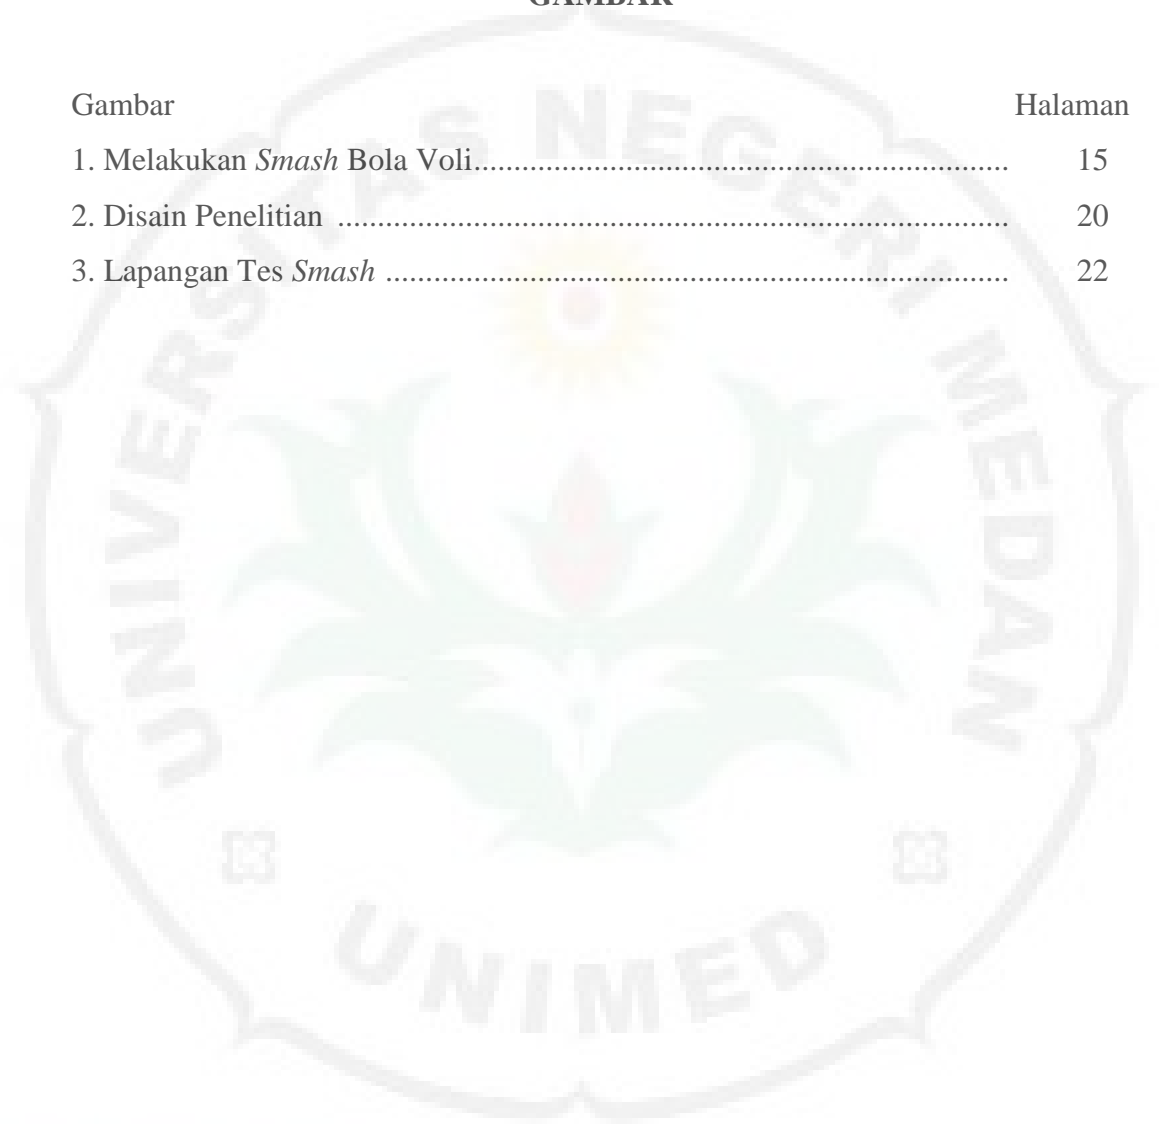 GAMBAR
Gambar Halaman
1. Melakukan Smash Bola Voli.................................................................. 15
2. Disain Penelitian .................................................................................. 20
3. Lapangan Tes Smash ............................................................................ 22
UNIVERSITAS NEGERI MEDAN
UNIMED